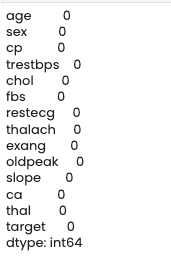 age 0
sex 0
cp 0
trestbps 0
chol 0
fbs 0
restecg 0
thalach 0
exang 0
oldpeak 0
slope 0
ca 0
thal 0
target 0
dtype: int64